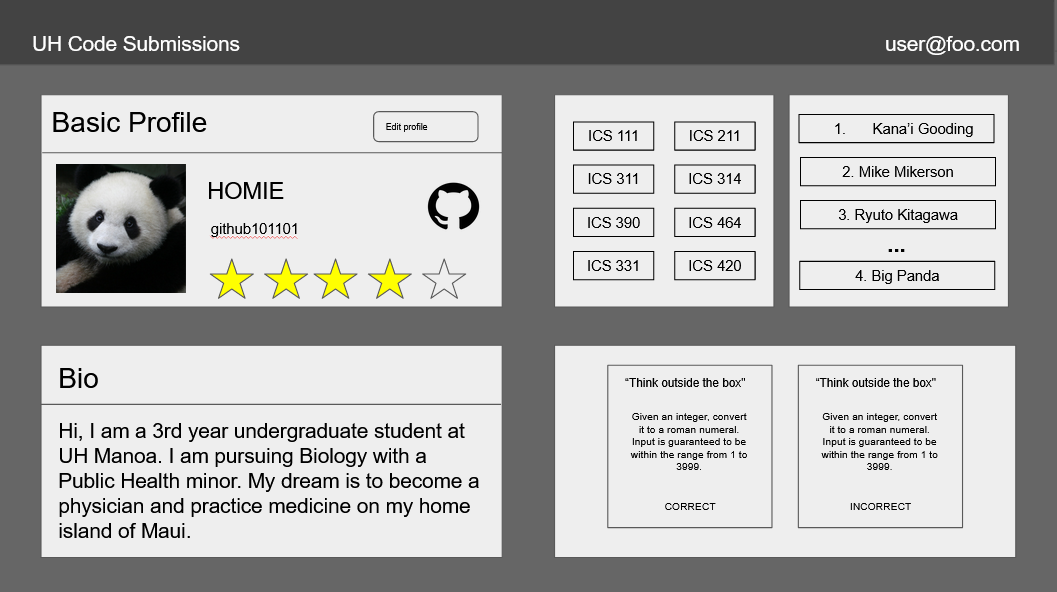 UH Code Submissions
user@foo.com
Basic Profile
Edit profile
HOMIE
github101101
ICS 111
ICS 211
ICS 311
ICS 314
ICS 390
ICS 464
ICS 331
ICS 420
1. Kana’i Gooding
2. Mike Mikerson
3. Ryuto Kitagawa
...
4. Big Panda
Bio
Hi, I am a 3rd year undergraduate student at
UH Manoa. I am pursuing Biology with a
Public Health minor. My dream is to become a
physician and practice medicine on my home
island of Maui.
“Think outside the box”
Given an integer, convert
it to a roman numeral.
Input is guaranteed to be
within the range from 1 to
3999.
CORRECT
“Think outside the box”
Given an integer, convert
it to a roman numeral.
Input is guaranteed to be
within the range from 1 to
3999.
INCORRECT